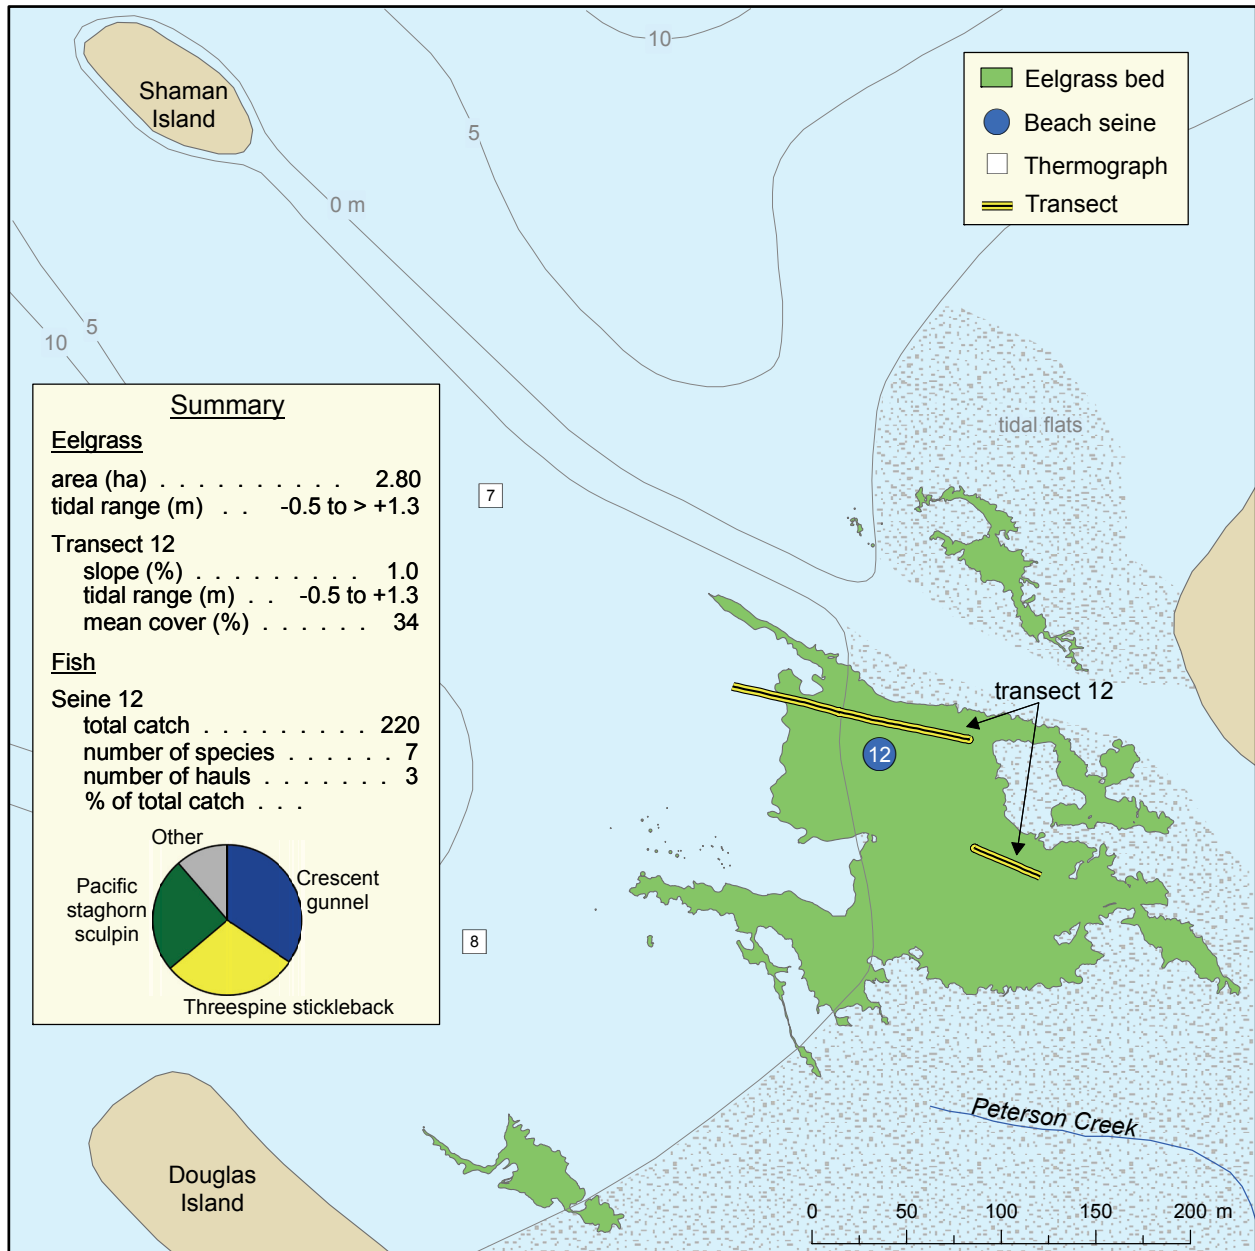 10
Shaman
Island
5
0 m
Eelgrass bed
Beach seine
Thermograph
Transect
5
10
tidal flats
7
Summary
Eelgrass
area (ha) . . . . . . . . . . 2.80
tidal range (m) . . -0.5 to > +1.3
Transect 12
slope (%) . . . . . . . . . 1.0
tidal range (m) . . -0.5 to +1.3
mean cover (%) . . . . . . 34
Fish
Seine 12
total catch . . . . . . . . . 220
number of species . . . . . . 7
number of hauls . . . . . . . 3
% of total catch . . .
Other
Crescent
gunnel
Pacific
staghorn
sculpin
Threespine stickleback
transect 12
12
8
Peterson Creek
Douglas
Island
0 50 100 150 200 m